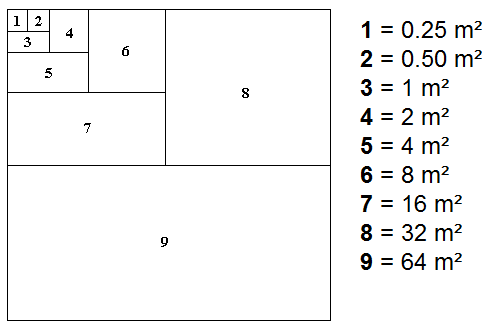 1 2
3
4
5
6
7
8
9
1 = 0.25 m²
2 = 0.50 m²
3 = 1 m²
4 = 2 m²
5 = 4 m²
6 = 8 m²
7 = 16 m²
8 = 32 m²
9 = 64 m²